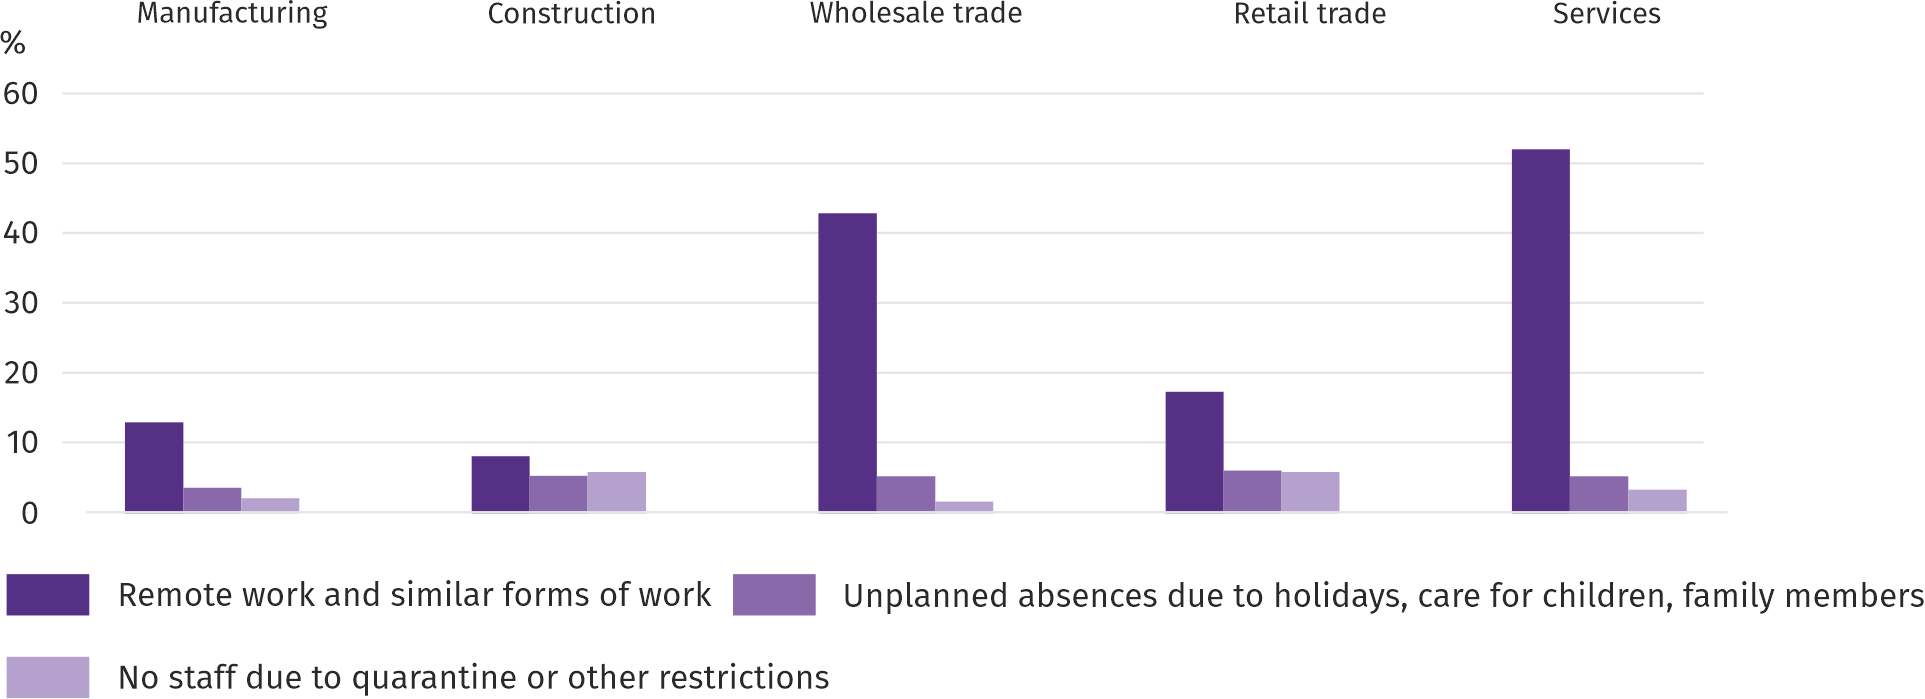 Manufacturing Construction Wholesale trade Retail trade Services
%
60
50
40
30
20
10
0
Remote work and similar forms of work Unplanned absences due to holidays, care for children, family members
No staff due to quarantine or other restrictions